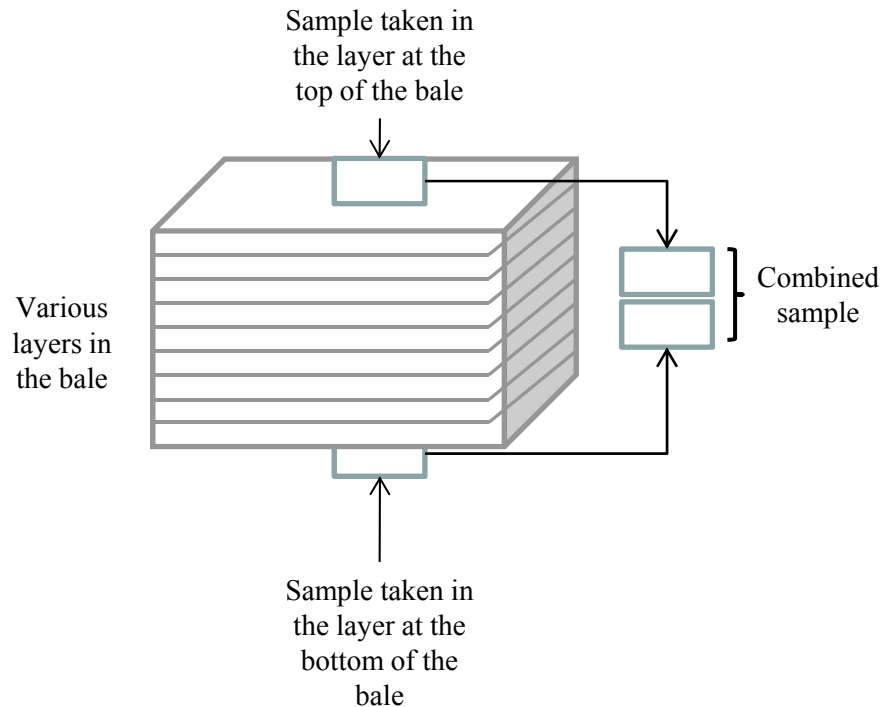 Sample taken in
the layer at the
top of the bale
Various
layers in
the bale
Combined
sample
Sample taken in
the layer at the
bottom of the
bale